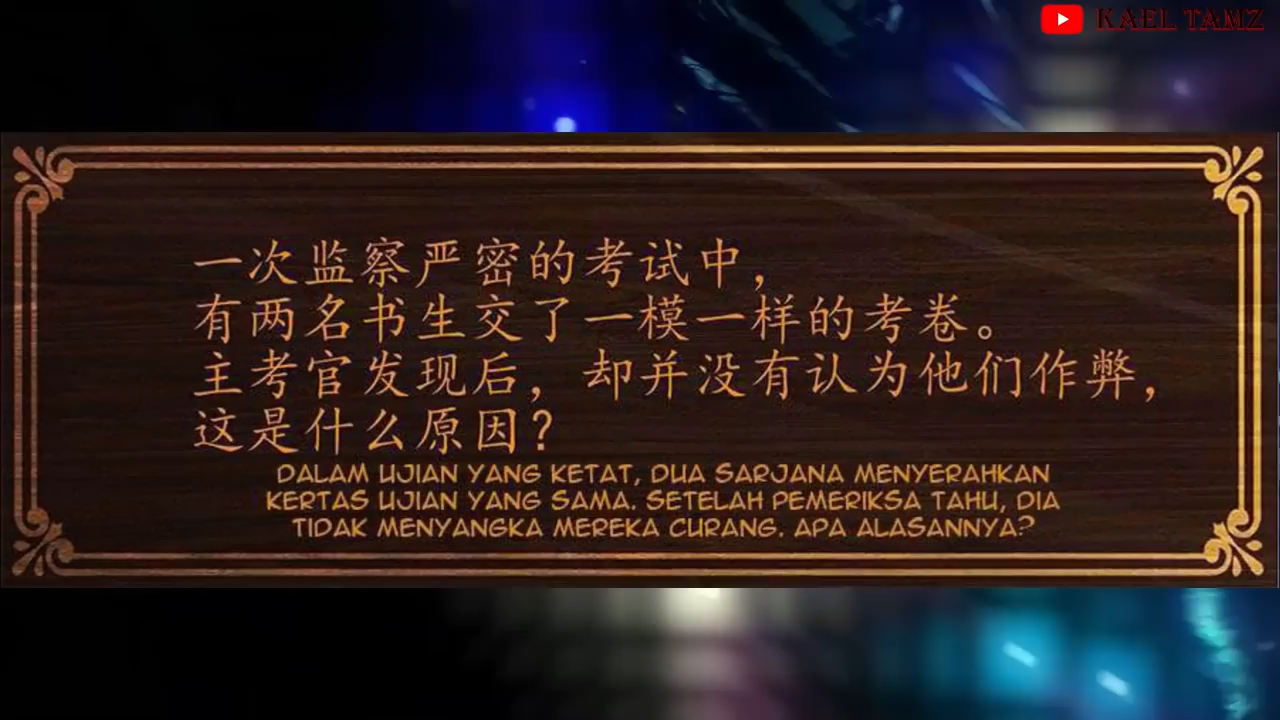 KAEL TAMZ
一次监察严密的考试中，
有两名书生交了一模一样的考卷。
主考官发现后，却并没有认为他们作弊，
这是什么原因？
DALAM UJIAN YANG KETAT, DUA SARJANA MENYERAHKAN
KERTAS UJIAN YANG SAMA. SETELAH PEMERIKSA TAHU, DIA
TIDAK MENYANGKA MEREKA CURANG. APA ALASANNYA?